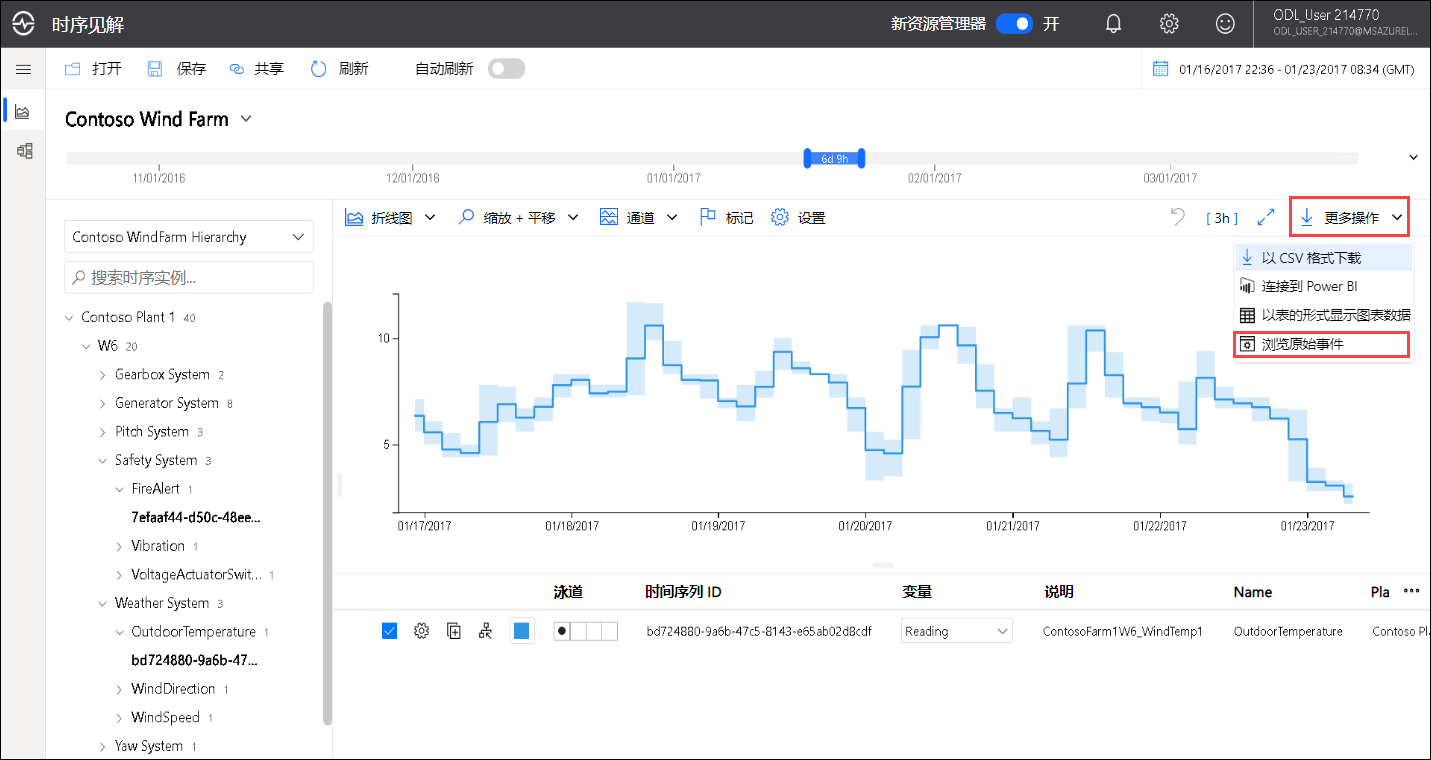 时序见解
新资源管理器 开
ODL_User 214770
ODL_USER_214770@MSAZUREL...
打开 保存 共享 刷新 自动刷新
01/16/2017 22:36 - 01/23/2017 08:34 (GMT)
Contoso Wind Farm
6d 9h
11/01/2016 12/01/2016 01/01/2017 02/01/2017 03/01/2017
折线图 缩放 + 平移 通道 标记 设置 [ 3h ] 更多操作
以 CSV 格式下载
连接到 Power BI
以表的形式显示图表数据
浏览原始事件
Contoso WindFarm Hierarchy
搜索时序实例...
Contoso Plant 1 40
W6 20
Gearbox System 2
Generator System 8
Pitch System 3
Safety System 3
FireAlert 1
7efaaf44-d50c-48ee...
Vibration 1
VoltageActuatorSwit... 1
Weather System 3
OutdoorTemperature 1
bd724880-9a6b-47...
WindDirection 1
WindSpeed 1
Yaw System 1
10
5
01/17/2017 01/18/2017 01/19/2017 01/20/2017 01/21/2017 01/22/2017 01/23/2017
泳道 时间序列 ID 变量 说明 Name Pla
bd724880-9a6b-47c5-8143-e65ab02d8cdf Reading ContosoFarm1W6_WindTemp1 OutdoorTemperature Contoso Pla